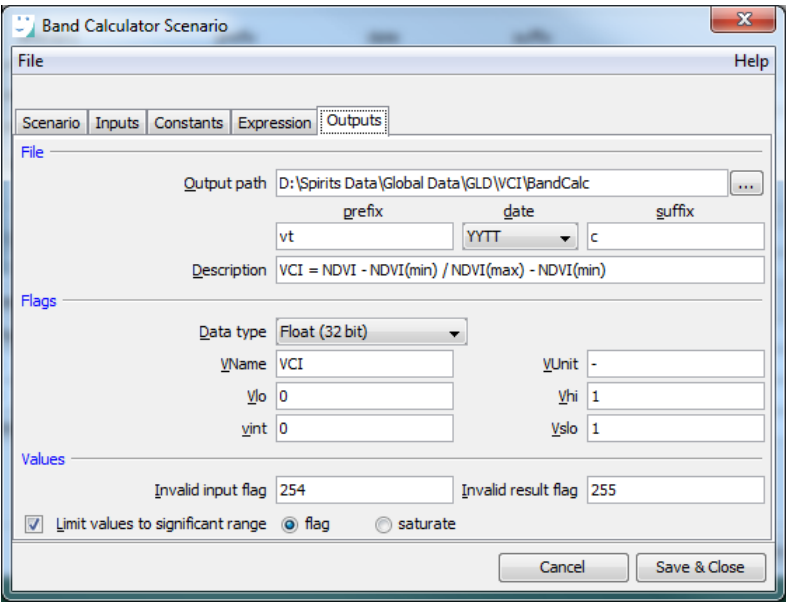 Band Calculator Scenario
File Help
Scenario Inputs Constants Expression Outputs
File
Output path D:\Spirits Data\Global Data\GLD\VCI\BandCalc ...
prefix date suffix
vt YYTT c
Description VCI = NDVI - NDVI(min) / NDVI(max) - NDVI(min)
Flags
Data type Float (32 bit)
VName VCI VUnit -
Vlo 0 Vhi 1
vint 0 Vslo 1
Values
Invalid input flag 254 Invalid result flag 255
Limit values to significant range flag saturate
Cancel Save & Close